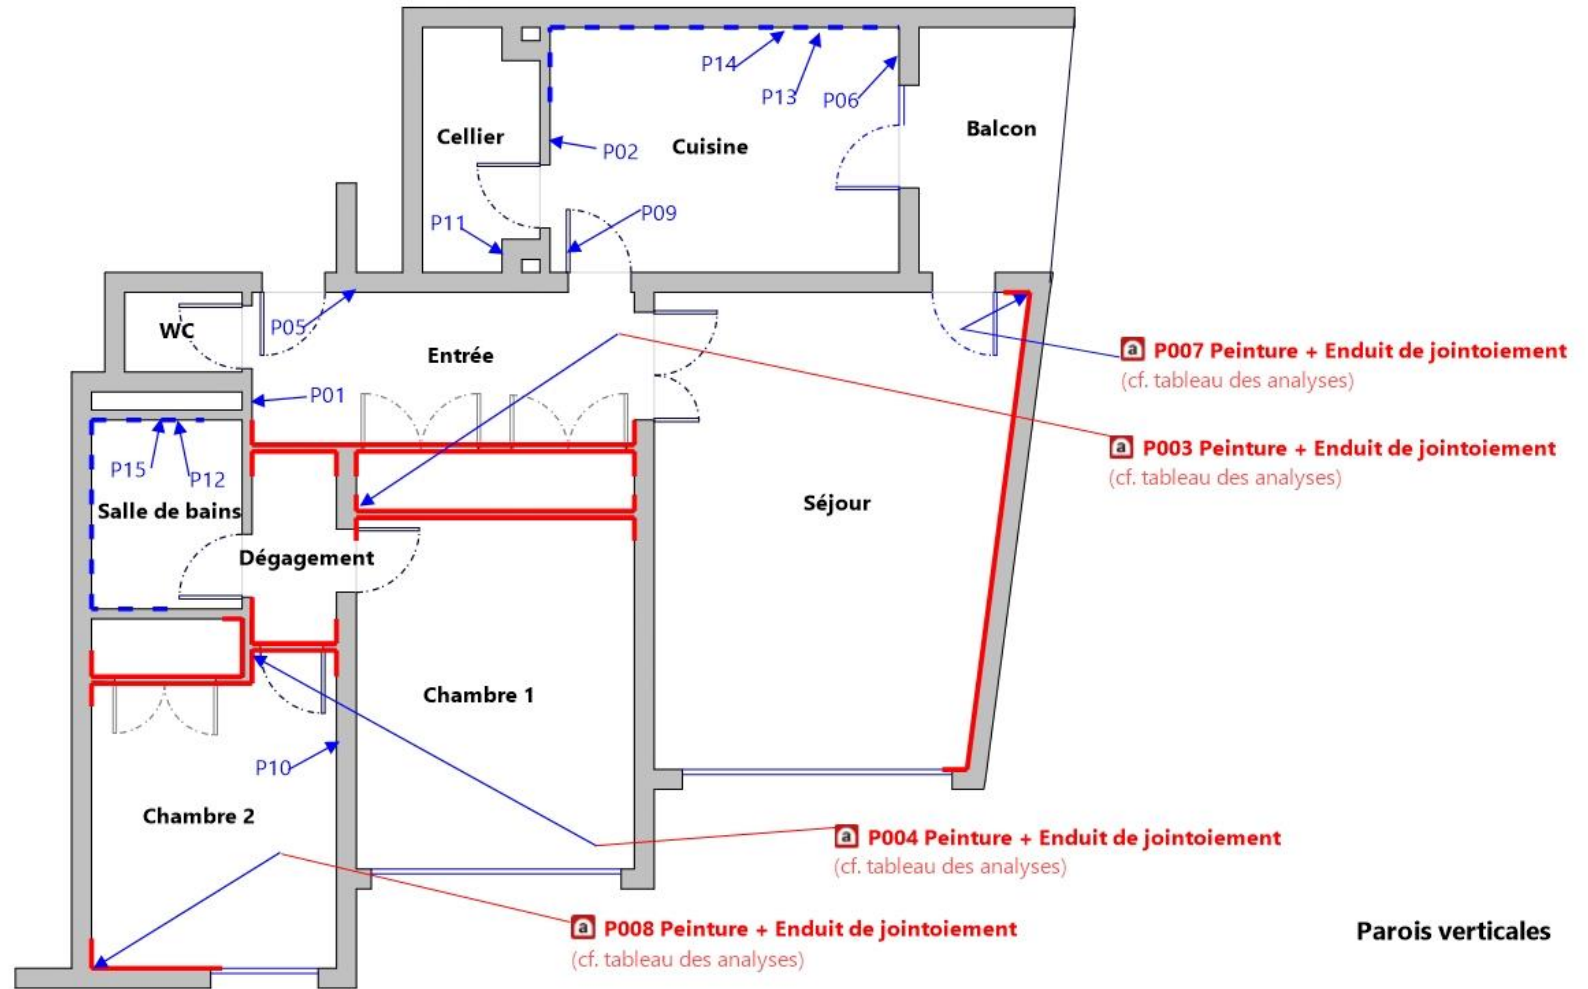 P14
P13
P06
Cellier
P02
Cuisine
Balcon
P11
P09
WC
P05
Entrée
a P007 Peinture + Enduit de jointoiement
(cf. tableau des analyses)
P01
a P003 Peinture + Enduit de jointoiement
(cf. tableau des analyses)
P15
P12
Salle de bains
Séjour
Dégagement
Chambre 1
P10
Chambre 2
a P004 Peinture + Enduit de jointoiement
(cf. tableau des analyses)
a P008 Peinture + Enduit de jointoiement
(cf. tableau des analyses)
Parois verticales